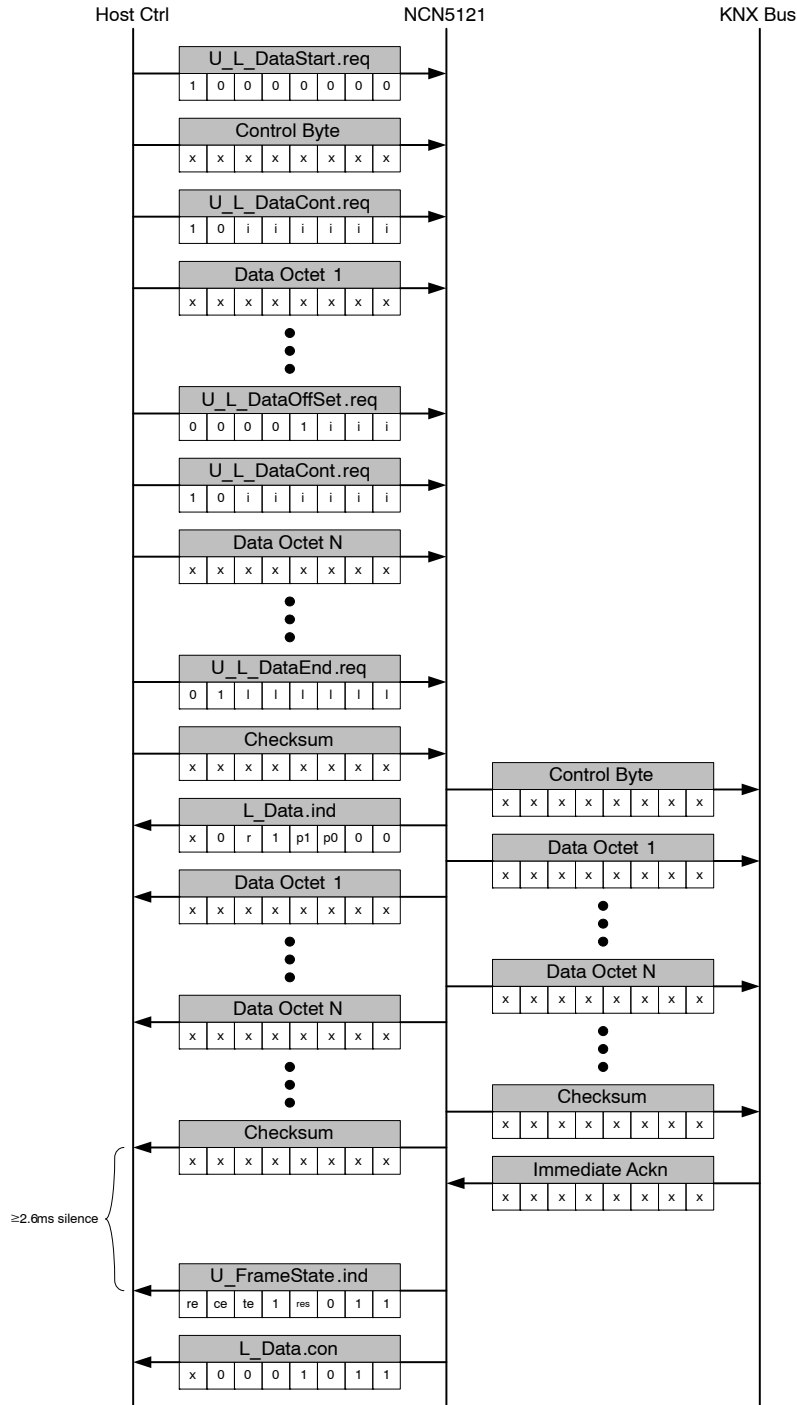 Host Ctrl NCN5121 KNX Bus
U_L_DataStart.req
1 0 0 0 0 0 0 0
Control Byte
x x x x x x x x
U_L_DataCont.req
1 0 i i i i i i
Data Octet 1
x x x x x x x x
U_L_DataOffSet.req
0 0 0 0 1 i i i
U_L_DataCont.req
1 0 i i i i i i
Data Octet N
x x x x x x x x
U_L_DataEnd.req
0 1 l l l l l l
Checksum
x x x x x x x x
Control Byte
x x x x x x x x
L_Data.ind
x 0 r 1 p1 p0 0 0
Data Octet 1
x x x x x x x x
Data Octet 1
x x x x x x x x
Data Octet N
x x x x x x x x
Data Octet N
x x x x x x x x
Checksum
x x x x x x x x
Checksum
x x x x x x x x
Immediate Ackn
x x x x x x x x
≥2.6ms silence
U_FrameState.ind
re ce te 1 res 0 1 1
L_Data.con
x 0 0 0 1 0 1 1